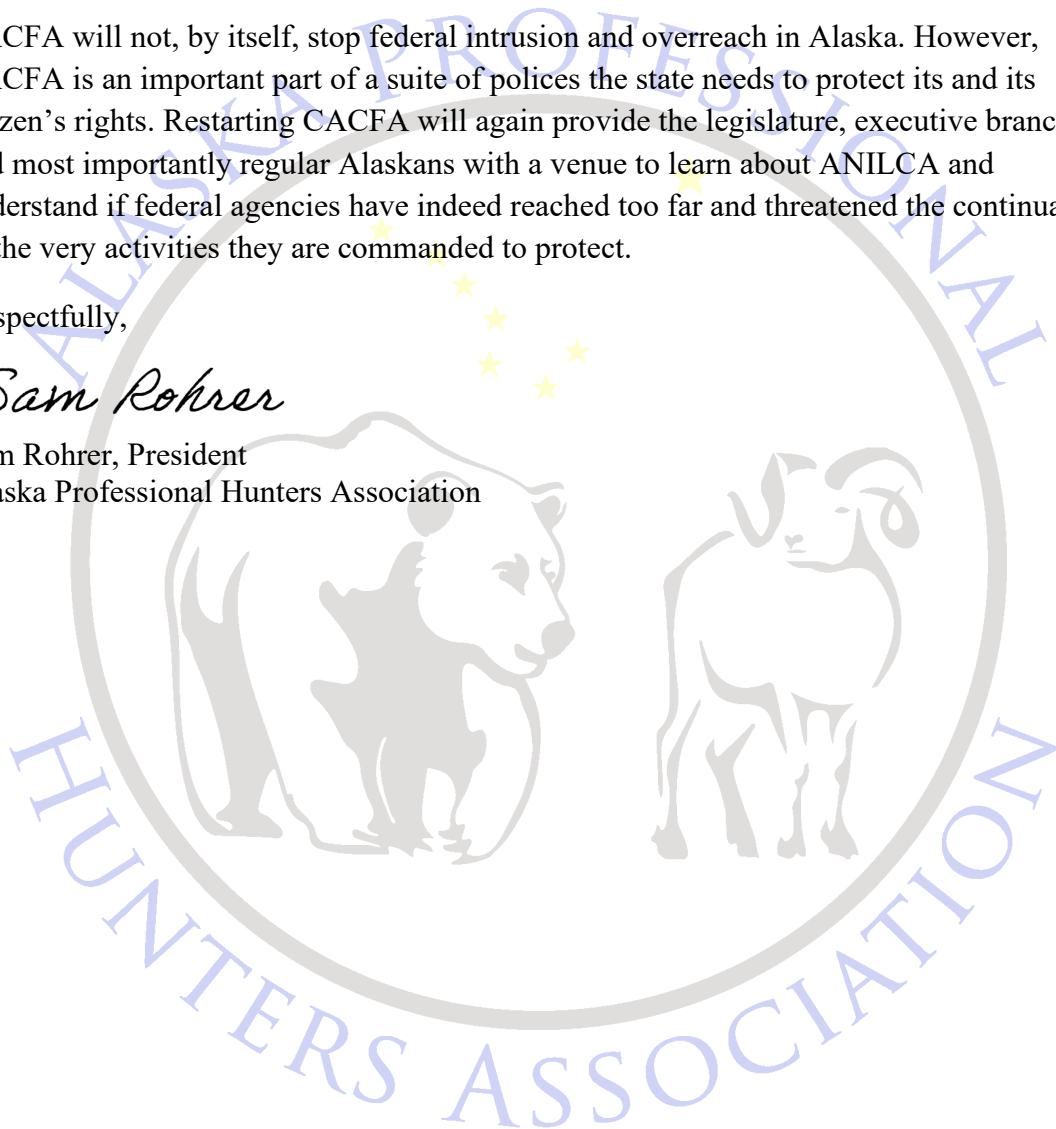 ACFA will not, by itself, stop federal intrusion and overreach in Alaska. However,
ACFA is an important part of a suite of polices the state needs to protect its and its
zen's rights. Restarting CACFA will again provide the legislature, executive branc
d most importantly regular Alaskans with a venue to learn about ANILCA and
derstand if federal agencies have indeed reached too far and threatened the continua
the very activities they are commanded to protect.
spectfully,
Sam Rohrer
m Rohrer, President
aska Professional Hunters Association
ALASKA PROFESSIONAL
HUNTERS ASSOCIATION